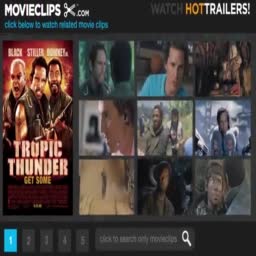 MOVIECLIPS .COM
WATCH HOTTRAILERS!
click below to watch related movie clips
BLACK STILLER DOWNEY JR
TROPIC
THUNDER
GET SOME
1 2 3 4 5 click to search only movieclips